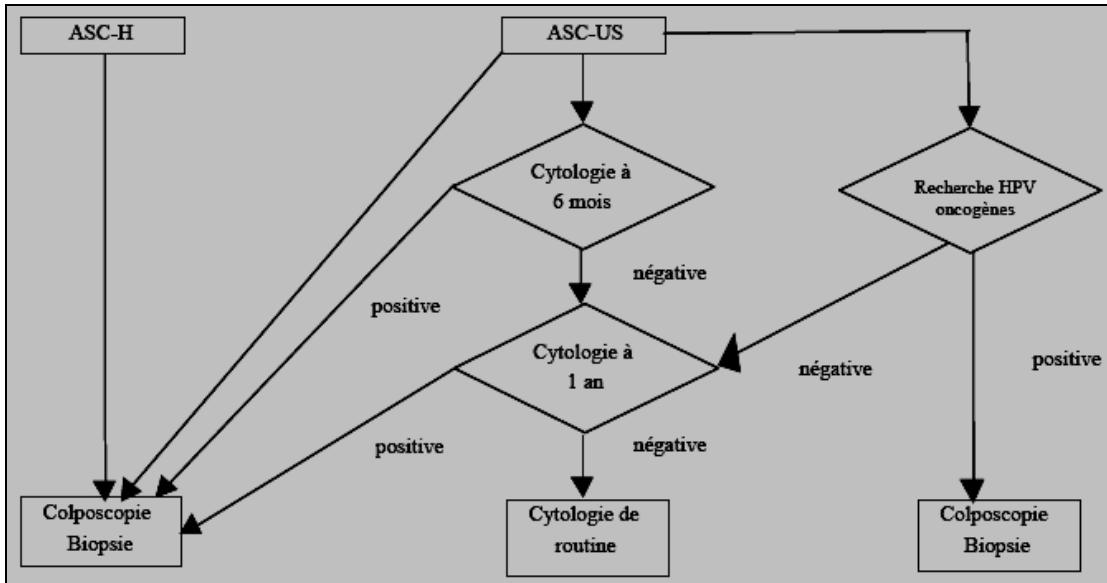 ASC-H
ASC-US
Cytologie à
6 mois
Recherche HPV
oncogènes
négative
positive
Cytologie à
1 an
négative
positive
positive
négative
Colposcopie
Biopsie
Cytologie de
routine
Colposcopie
Biopsie